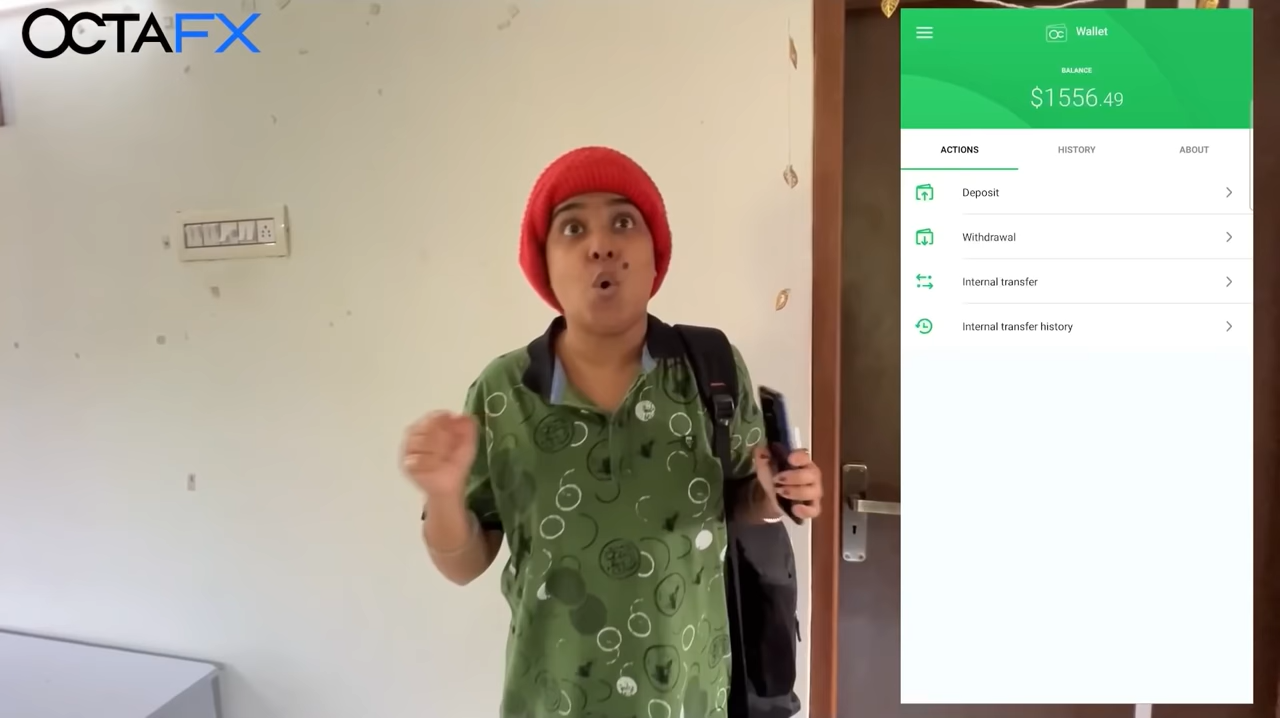 OCTAFX
Wallet
BALANCE
$1556.49
ACTIONS HISTORY ABOUT
Deposit
Withdrawal
Internal transfer
Internal transfer history